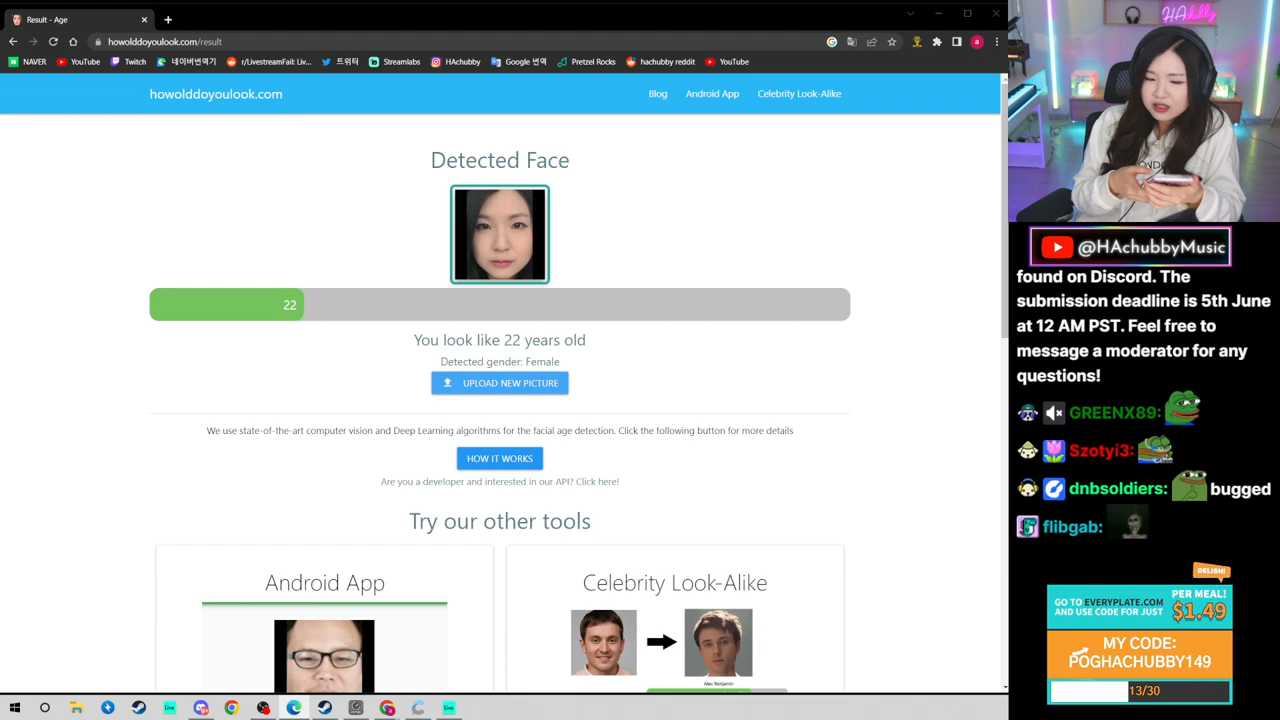 Result - Age
howolddoyoulook.com/result
NAVER
YouTube
Twitch
네이버번역기
r/LivestreamFail: Liv...
트위터
Streamlabs
HAchubby
Google 번역
Pretzel Rocks
hachubby reddit
YouTube
howolddoyoulook.com
Blog
Android App
Celebrity Look-Alike
Detected Face
22
You look like 22 years old
Detected gender: Female
UPLOAD NEW PICTURE
We use state-of-the-art computer vision and Deep Learning algorithms for the facial age detection. Click the following button for more details
HOW IT WORKS
Are you a developer and interested in our API? Click here!
Try our other tools
Android App
Celebrity Look-Alike
Alec Benjamin
HAchubby
@HAchubbyMusic
found on Discord. The
submission deadline is 5th June
at 12 AM PST. Feel free to
message a moderator for any
questions!
GREENX89:
Szotyi3:
dnbsoldiers: bugged
flibgab:
DELISH!
GO TO EVERYPLATE.COM
AND USE CODE FOR JUST
PER MEAL!
$1.49
MY CODE:
POGHACHUBBY149
13/30
Live
Live